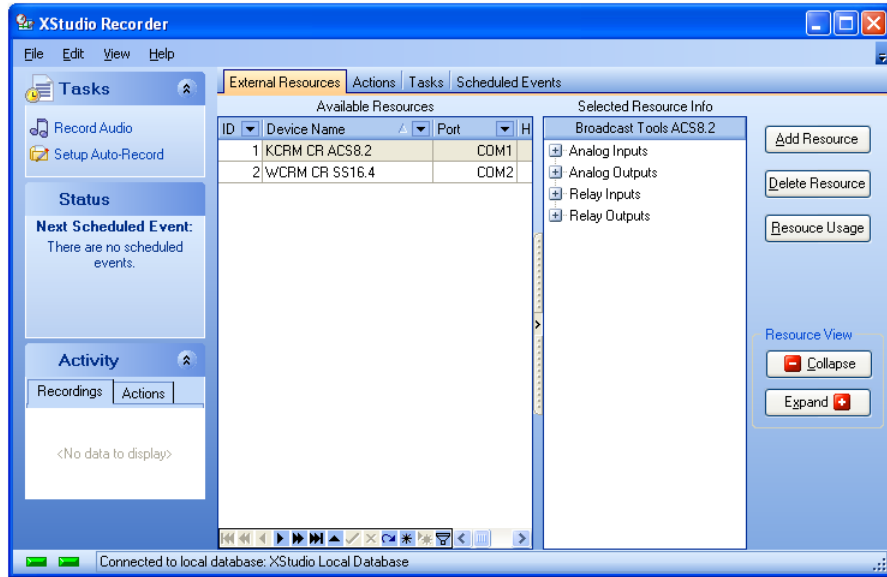 XStudio Recorder
File Edit View Help
Tasks
Record Audio
Setup Auto-Record
Status
Next Scheduled Event:
There are no scheduled
events.
Activity
Recordings Actions
<No data to display>
External Resources Actions Tasks Scheduled Events
Available Resources
ID Device Name Port H
1 KCRM CR ACS8.2 COM1
2 WCRM CR SS16.4 COM2
Selected Resource Info
Broadcast Tools ACS8.2
Analog Inputs
Analog Outputs
Relay Inputs
Relay Outputs
Add Resource
Delete Resource
Resouce Usage
Resource View
Collapse
Expand
Connected to local database: XStudio Local Database